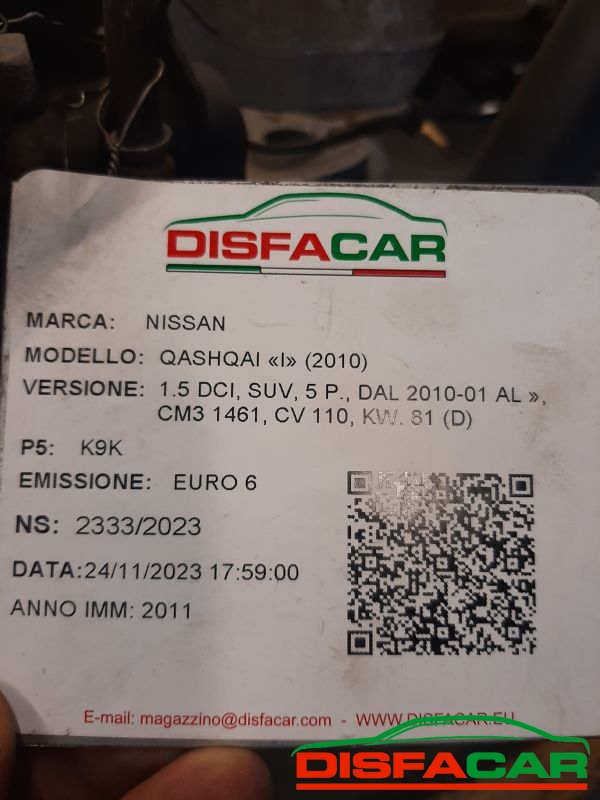 DISFACAR
MARCA: NISSAN
MODELLO: QASHQAI «I» (2010)
VERSIONE: 1.5 DCI, SUV, 5 P., DAL 2010-01 AL »,
CM3 1461, CV 110, KW. 81 (D)
P5: K9K
EMISSIONE: EURO 6
NS: 2333/2023
DATA:24/11/2023 17:59:00
ANNO IMM: 2011
E-mail: magazzino@disfacar.com - WWW.DISFACAR.EU
DISFACAR